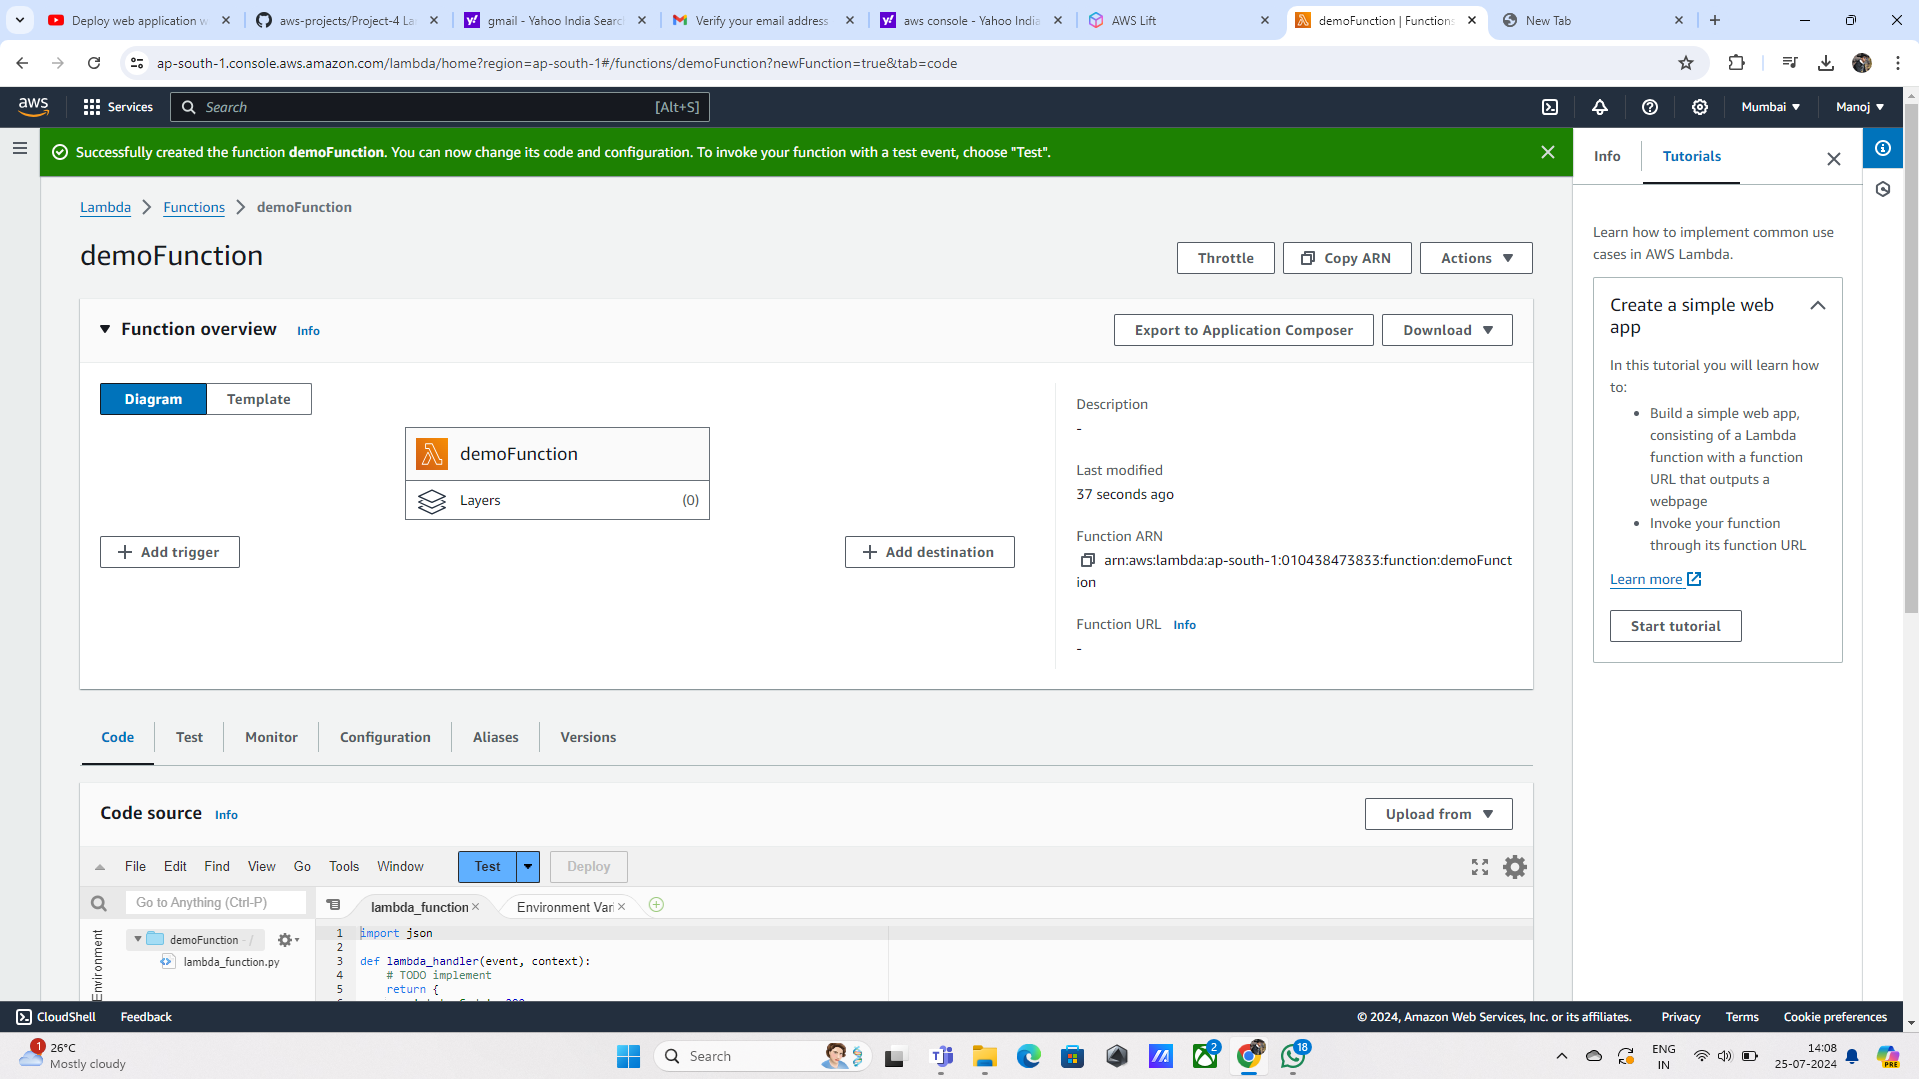 Deploy web application w
aws-projects/Project-4 La
gmail - Yahoo India Search
Verify your email address
aws console - Yahoo India
AWS Lift
demoFunction | Functions
New Tab
ap-south-1.console.aws.amazon.com/lambda/home?region=ap-south-1#/functions/demoFunction?newFunction=true&tab=code
aws
Services
Search
[Alt+S]
Mumbai
Manoj
Successfully created the function demoFunction. You can now change its code and configuration. To invoke your function with a test event, choose "Test".
Info
Tutorials
Lambda
Functions
demoFunction
demoFunction
Throttle
Copy ARN
Actions
Learn how to implement common use
cases in AWS Lambda.
Function overview
Info
Export to Application Composer
Download
Create a simple web
app
In this tutorial you will learn how
to:
Build a simple web app,
consisting of a Lambda
function with a function
URL that outputs a
webpage
Invoke your function
through its function URL
Learn more
Start tutorial
Diagram
Template
demoFunction
Layers
(0)
Add trigger
Add destination
Description
-
Last modified
37 seconds ago
Function ARN
arn:aws:lambda:ap-south-1:010438473833:function:demoFunct
ion
Function URL
Info
-
Code
Test
Monitor
Configuration
Aliases
Versions
Code source
Info
Upload from
File
Edit
Find
View
Go
Tools
Window
Test
Deploy
Go to Anything (Ctrl-P)
lambda_function
Environment Vari
Environment
demoFunction - /
lambda_function.py
1 import json
2
3 def lambda_handler(event, context):
4 # TODO implement
5 return {
CloudShell
Feedback
© 2024, Amazon Web Services, Inc. or its affiliates.
Privacy
Terms
Cookie preferences
1
26°C
Mostly cloudy
Search
2
18
PRE
ENG
IN
14:08
25-07-2024